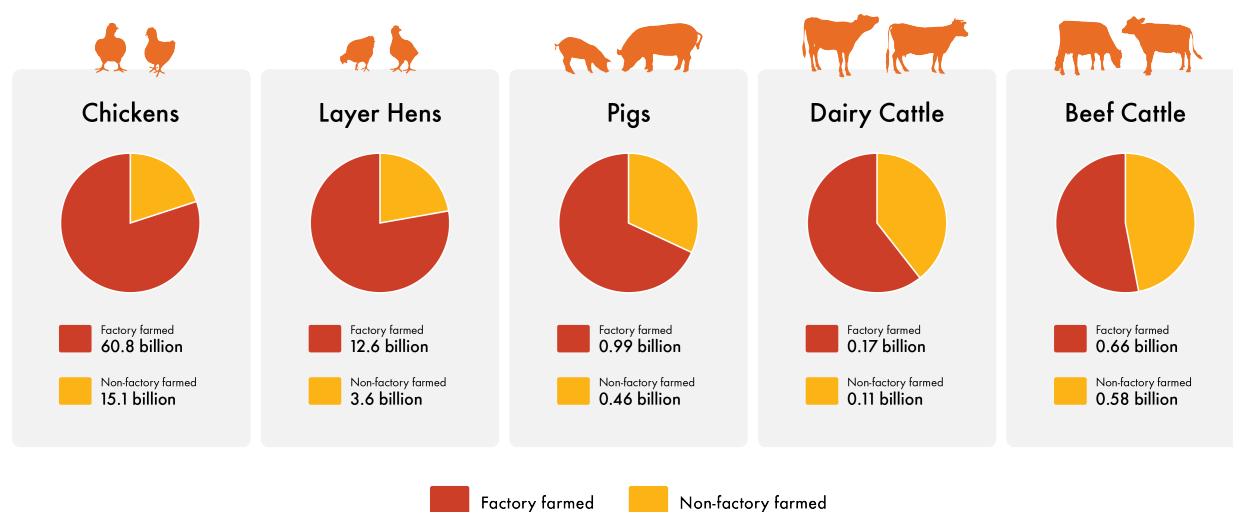 Chickens
Factory farmed
60.8 billion
Non-factory farmed
15.1 billion
Layer Hens
Factory farmed
12.6 billion
Non-factory farmed
3.6 billion
Pigs
Factory farmed
0.99 billion
Non-factory farmed
0.46 billion
Dairy Cattle
Factory farmed
0.17 billion
Non-factory farmed
0.11 billion
Beef Cattle
Factory farmed
0.66 billion
Non-factory farmed
0.58 billion
Factory farmed
Non-factory farmed